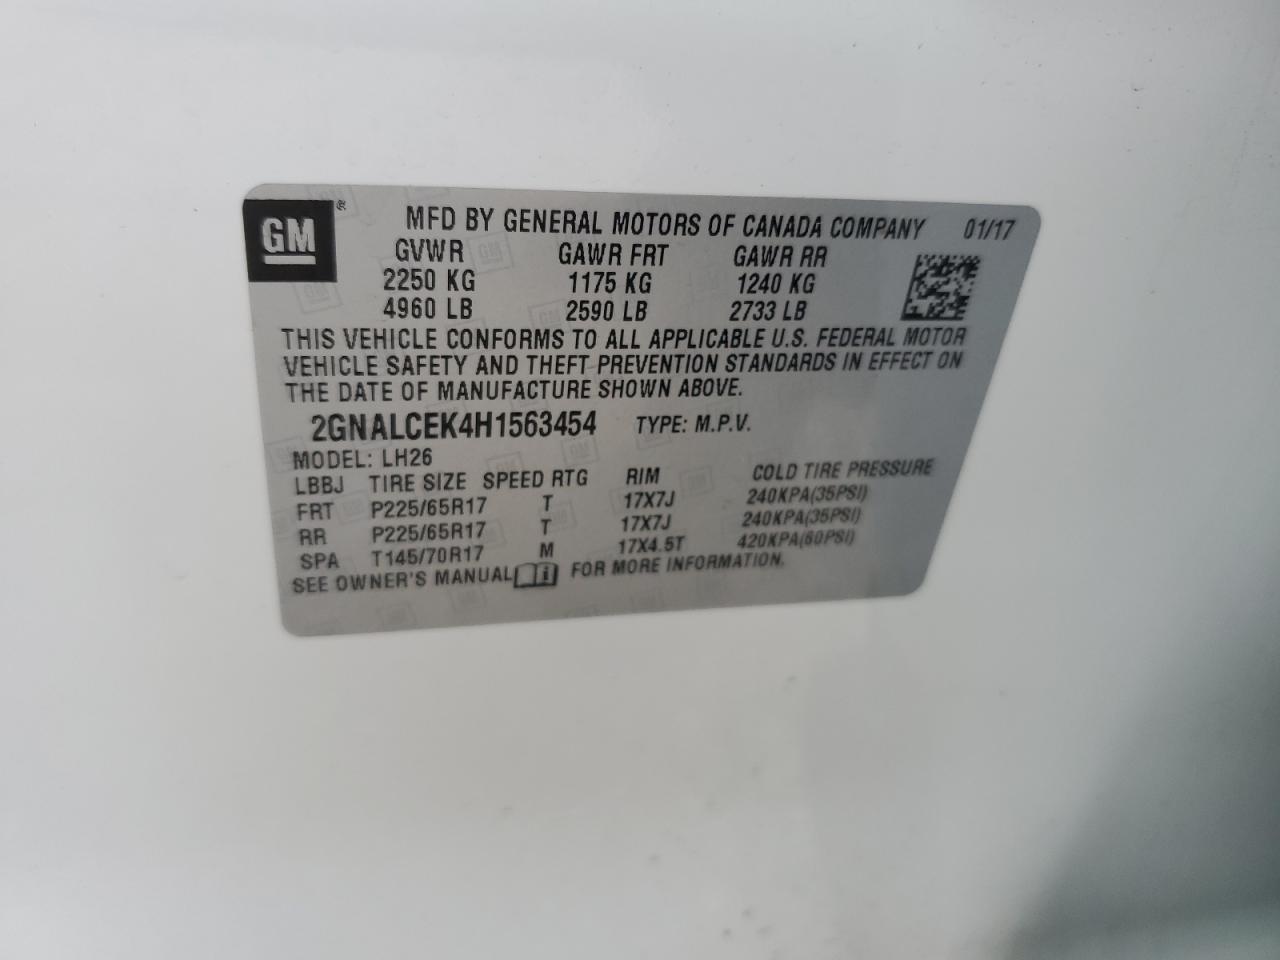 GM ®
MFD BY GENERAL MOTORS OF CANADA COMPANY 01/17
GVWR GAWR FRT GAWR RR
2250 KG 1175 KG 1240 KG
4960 LB 2590 LB 2733 LB
THIS VEHICLE CONFORMS TO ALL APPLICABLE U.S. FEDERAL MOTOR
VEHICLE SAFETY AND THEFT PREVENTION STANDARDS IN EFFECT ON
THE DATE OF MANUFACTURE SHOWN ABOVE.
2GNALCEK4H1563454 TYPE: M.P.V.
MODEL: LH26
LBBJ TIRE SIZE SPEED RTG RIM COLD TIRE PRESSURE
FRT P225/65R17 T 17X7J 240KPA(35PSI)
RR P225/65R17 T 17X7J 240KPA(35PSI)
SPA T145/70R17 M 17X4.5T 420KPA(60PSI)
SEE OWNER'S MANUAL i FOR MORE INFORMATION.